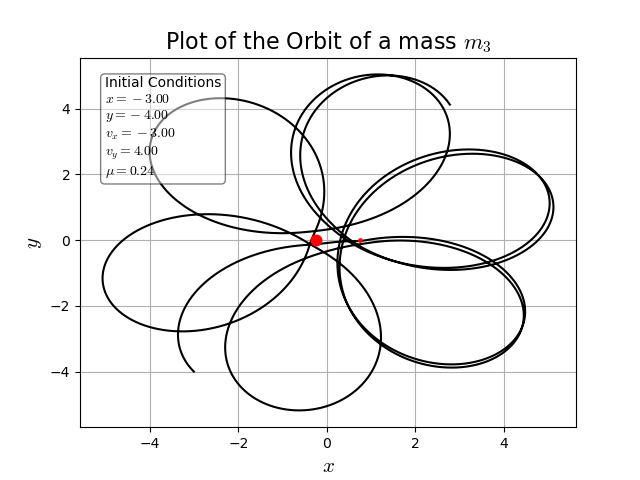 Plot of the Orbit of a mass m₃
Initial Conditions
x = −3.00
y = −4.00
vₓ = −3.00
v_y = 4.00
μ = 0.24
4
2
0
−2
−4
y
−4
−2
0
2
4
x